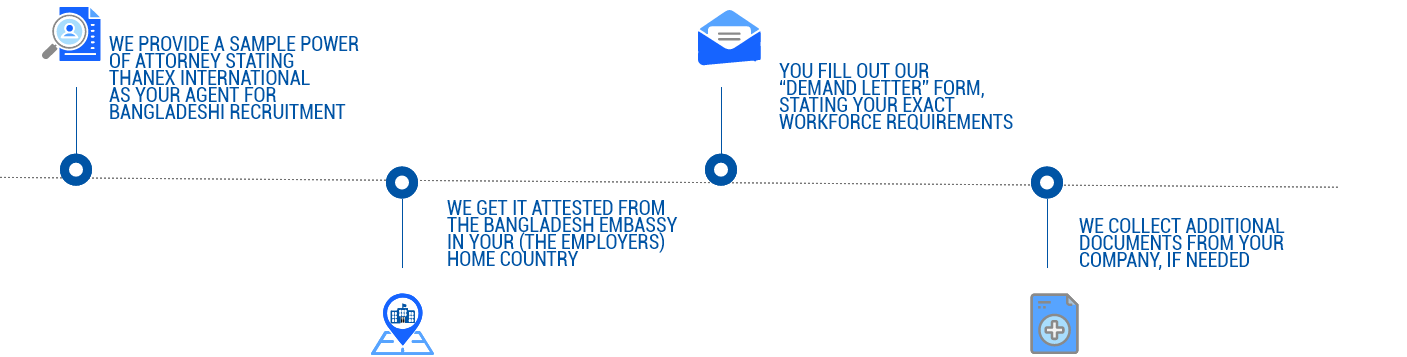 WE PROVIDE A SAMPLE POWER
OF ATTORNEY STATING
THANEX INTERNATIONAL
AS YOUR AGENT FOR
BANGLADESHI RECRUITMENT
WE GET IT ATTESTED FROM
THE BANGLADESH EMBASSY
IN YOUR (THE EMPLOYERS)
HOME COUNTRY
YOU FILL OUT OUR
“DEMAND LETTER” FORM,
STATING YOUR EXACT
WORKFORCE REQUIREMENTS
WE COLLECT ADDITIONAL
DOCUMENTS FROM YOUR
COMPANY, IF NEEDED